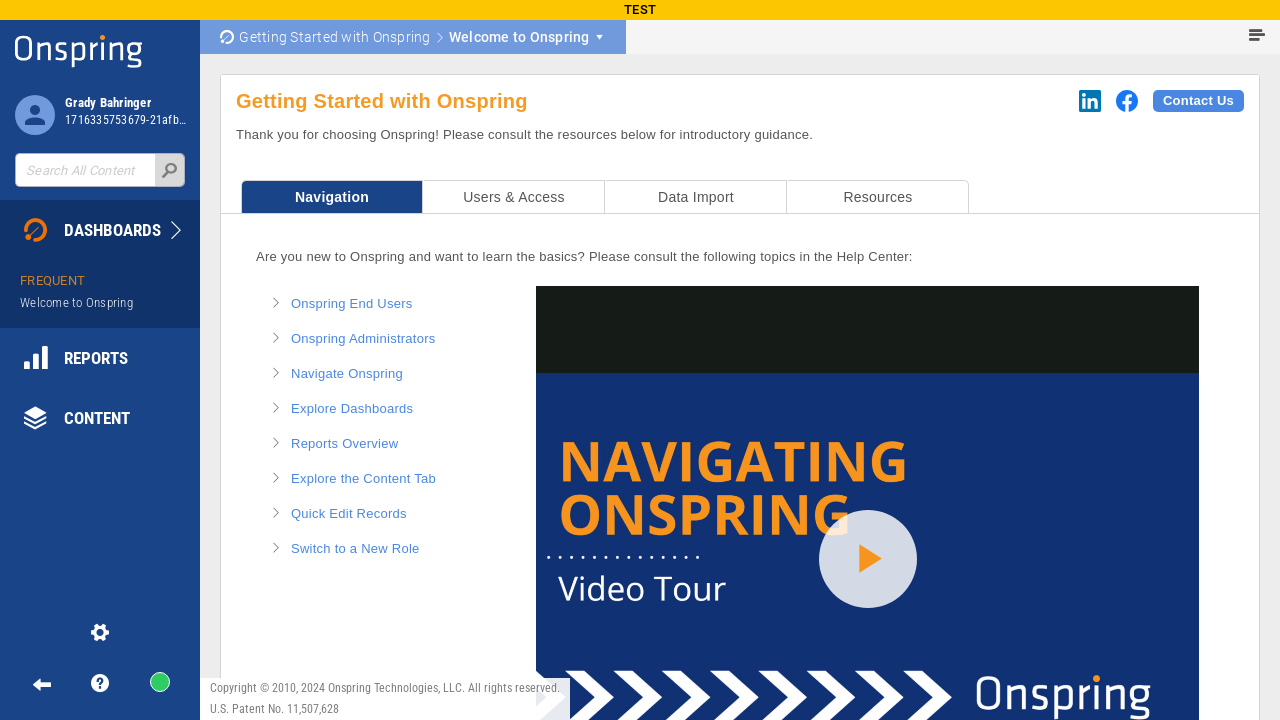 TEST
Onspring
Getting Started with Onspring
Welcome to Onspring
Grady Bahringer
1716335753679-21afb...
Search All Content
DASHBOARDS
FREQUENT
Welcome to Onspring
REPORTS
CONTENT
Getting Started with Onspring
Contact Us
Thank you for choosing Onspring! Please consult the resources below for introductory guidance.
Navigation
Users & Access
Data Import
Resources
Are you new to Onspring and want to learn the basics? Please consult the following topics in the Help Center:
Onspring End Users
Onspring Administrators
Navigate Onspring
Explore Dashboards
Reports Overview
Explore the Content Tab
Quick Edit Records
Switch to a New Role
NAVIGATING
ONSPRING
Video Tour
Onspring
Copyright © 2010, 2024 Onspring Technologies, LLC. All rights reserved.
U.S. Patent No. 11,507,628